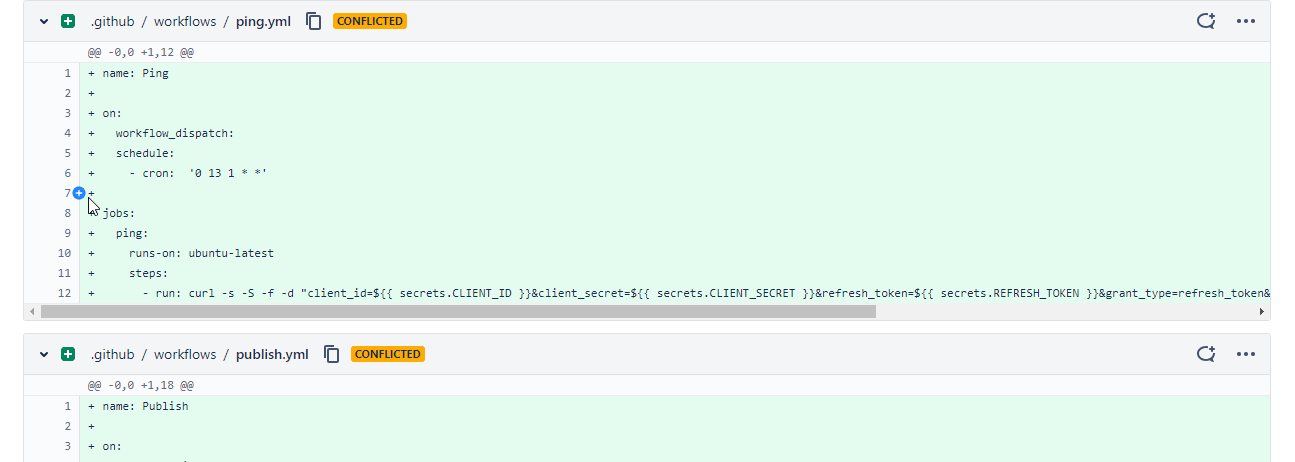 .github / workflows / ping.yml CONFLICTED
@@ -0,0 +1,12 @@
1 + name: Ping
2 +
3 + on:
4 +   workflow_dispatch:
5 +   schedule:
6 +     - cron:  '0 13 1 * *'
7 +
8 + jobs:
9 +   ping:
10 +     runs-on: ubuntu-latest
11 +     steps:
12 +       - run: curl -s -S -f -d "client_id=${{ secrets.CLIENT_ID }}&client_secret=${{ secrets.CLIENT_SECRET }}&refresh_token=${{ secrets.REFRESH_TOKEN }}&grant_type=refresh_token&
.github / workflows / publish.yml CONFLICTED
@@ -0,0 +1,18 @@
1 + name: Publish
2 +
3 + on: